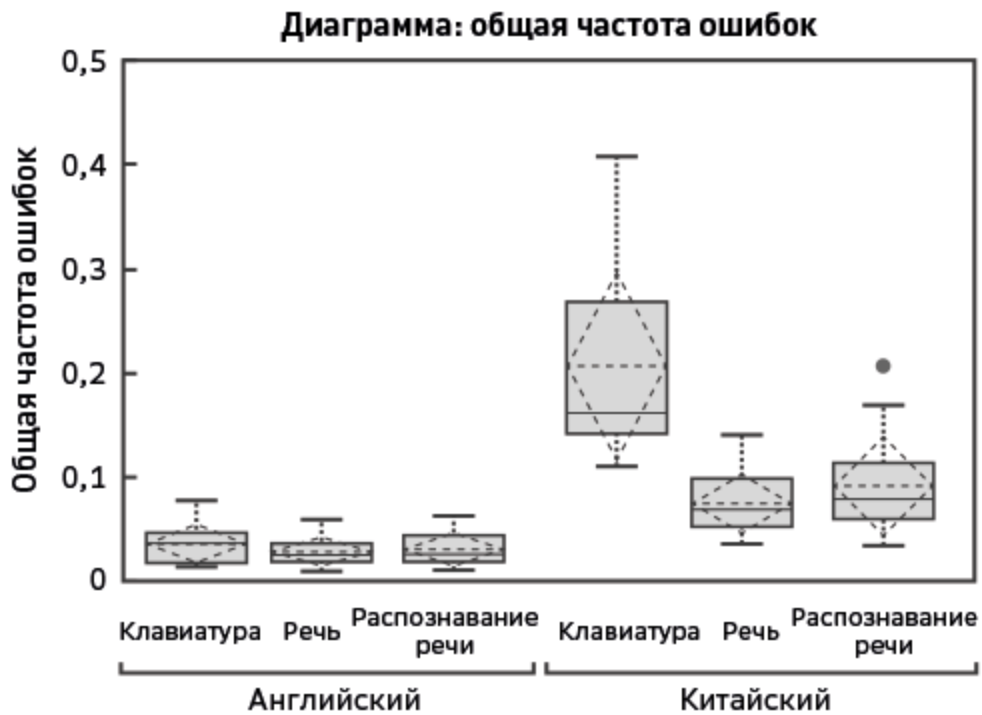 Диаграмма: общая частота ошибок
Общая частота ошибок
0,5
0,4
0,3
0,2
0,1
0
Клавиатура Речь Распознавание речи Клавиатура Речь Распознавание речи
Английский Китайский